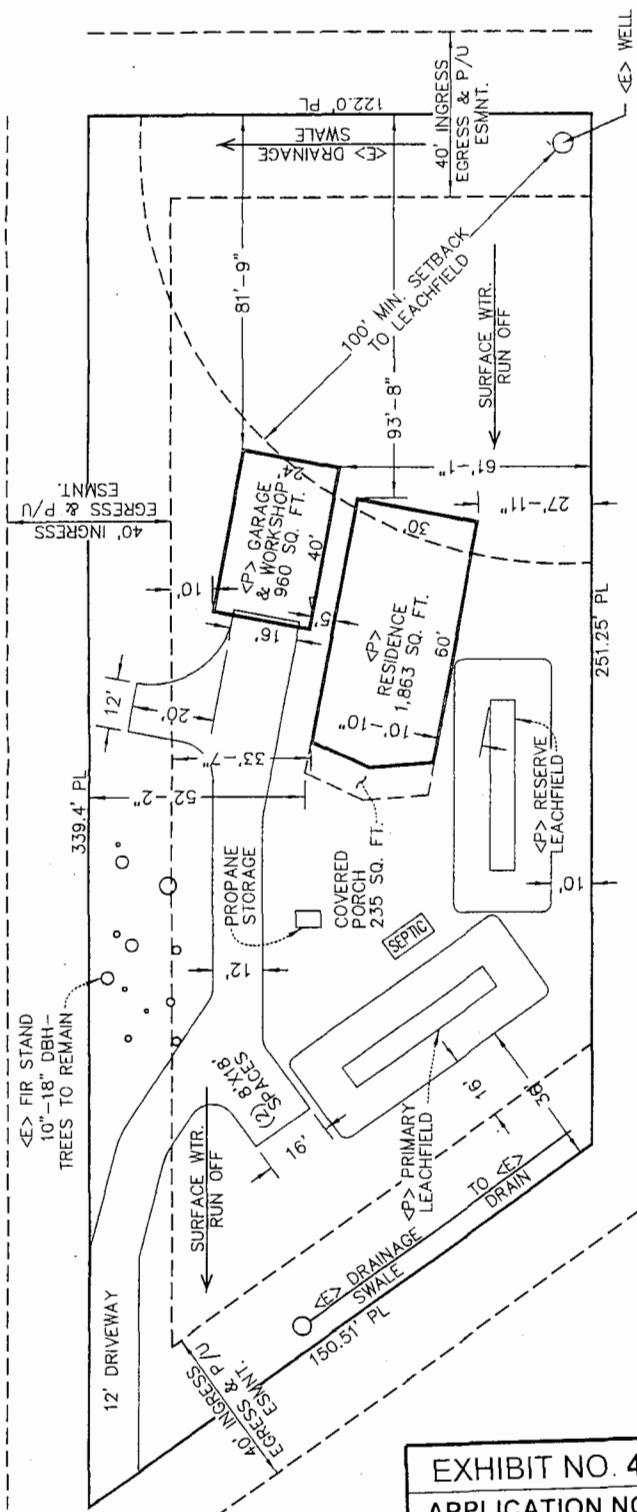 <E> FIR STAND
10"-18" DBH-
TREES TO REMAIN
339.4' PL
40' INGRESS
EGRESS & P/U
ESMNT.
122.0' PL
<E> DRAINAGE
SWALE
40' INGRESS
EGRESS & P/U
ESMNT.
<E> WELL
81'-9"
100' MIN. SETBACK
TO LEACHFIELD
93'-8"
SURFACE WTR.
RUN OFF
61'-1"
27'-11"
251.25' PL
<P> GARAGE
& WORKSHOP
960 SQ. FT.
24'
40'
10'
16'
5'
12'
20'
<P>
RESIDENCE
1,863 SQ. FT.
30'
60'
10'-10"
33'-7"
52'-2"
COVERED
PORCH
235 SQ. FT.
PROPANE
STORAGE
12'
<P> RESERVE
LEACHFIELD
10'
SEPTIC
(2) 8'X18'
SPACES
16'
<P> PRIMARY
LEACHFIELD
16'
36'
12' DRIVEWAY
SURFACE WTR.
RUN OFF
<E> DRAINAGE
SWALE
TO <E>
DRAIN
150.51' PL
40' INGRESS
EGRESS & P/U
ESMNT.
EXHIBIT NO. 4